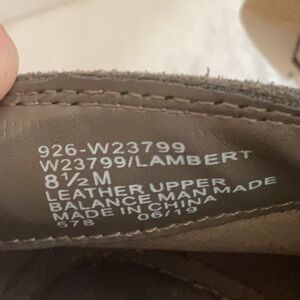 926-W23799
W23799/LAMBERT
8½M
LEATHER UPPER
BALANCE MAN MADE
MADE IN CHINA
578 06/19